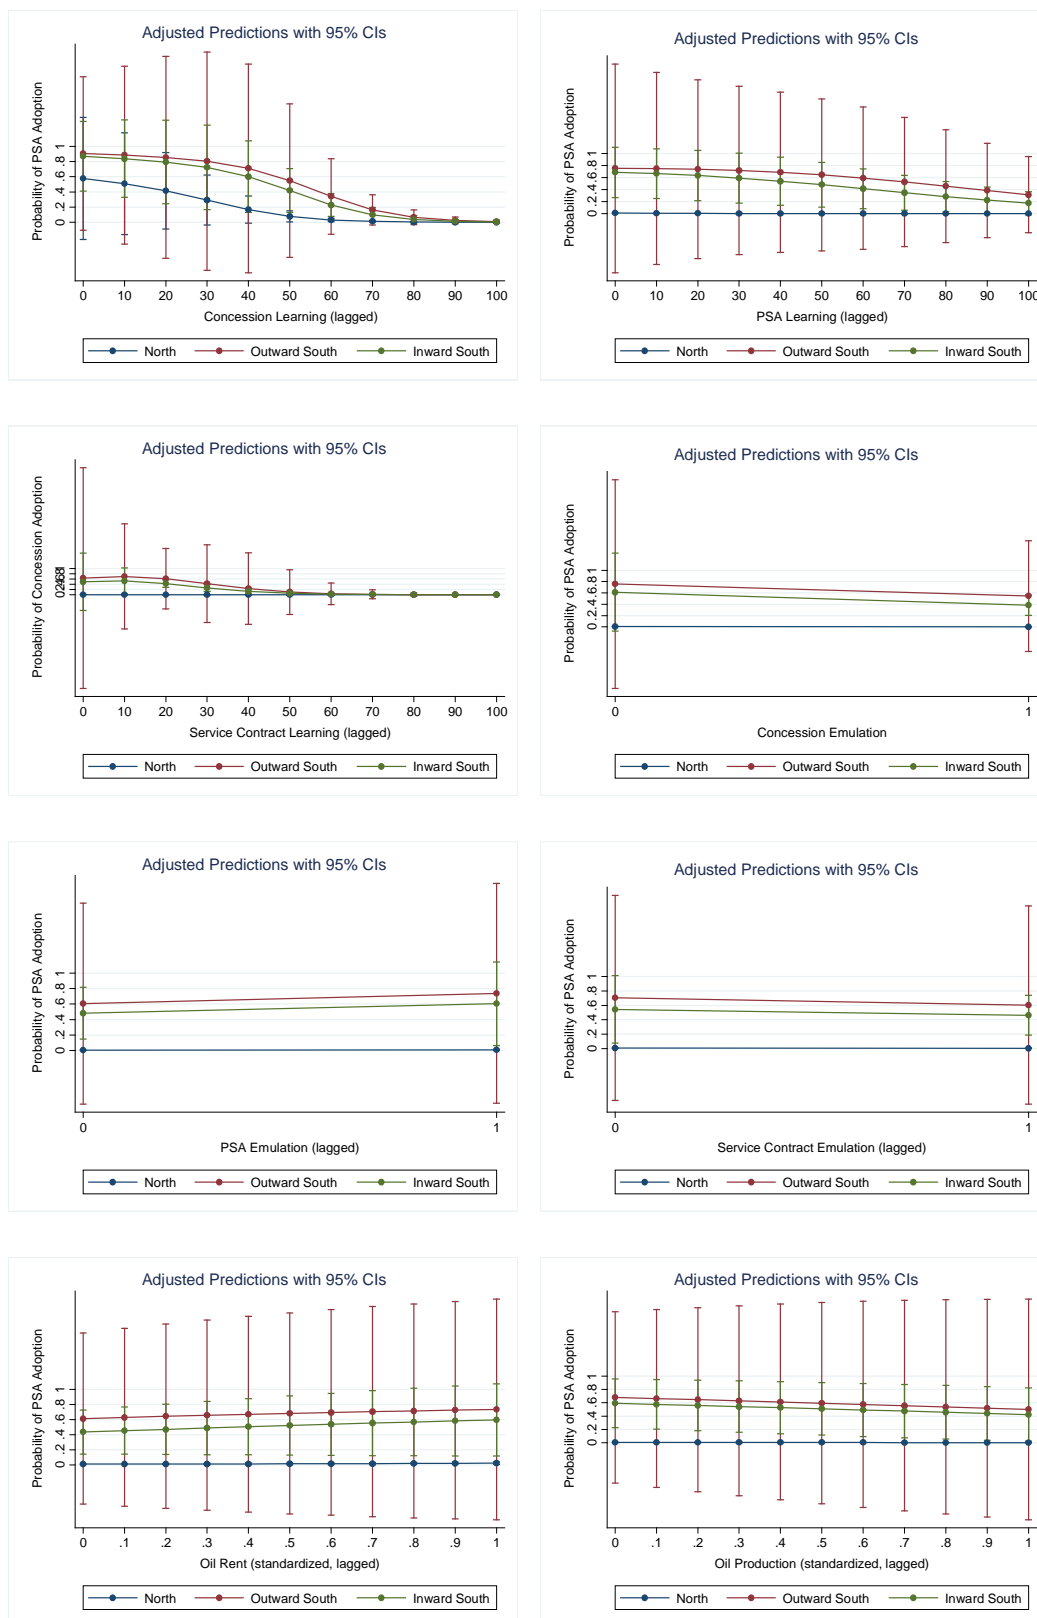 Adjusted Predictions with 95% CIs
Probability of PSA Adoption
0 .2 .4 .6 .8 1
0 10 20 30 40 50 60 70 80 90 100
Concession Learning (lagged)
North Outward South Inward South
Adjusted Predictions with 95% CIs
Probability of PSA Adoption
0 .2 .4 .6 .8 1
0 10 20 30 40 50 60 70 80 90 100
PSA Learning (lagged)
North Outward South Inward South
Adjusted Predictions with 95% CIs
Probability of Concession Adoption
0 10 20 30 40 50 60 70 80 90 100
Service Contract Learning (lagged)
North Outward South Inward South
Adjusted Predictions with 95% CIs
Probability of PSA Adoption
0 .2 .4 .6 .8 1
0 1
Concession Emulation
North Outward South Inward South
Adjusted Predictions with 95% CIs
Probability of PSA Adoption
0 .2 .4 .6 .8 1
0 1
PSA Emulation (lagged)
North Outward South Inward South
Adjusted Predictions with 95% CIs
Probability of PSA Adoption
0 .2 .4 .6 .8 1
0 1
Service Contract Emulation (lagged)
North Outward South Inward South
Adjusted Predictions with 95% CIs
Probability of PSA Adoption
0 .2 .4 .6 .8 1
0 .1 .2 .3 .4 .5 .6 .7 .8 .9 1
Oil Rent (standardized, lagged)
North Outward South Inward South
Adjusted Predictions with 95% CIs
Probability of PSA Adoption
0 .2 .4 .6 .8 1
0 .1 .2 .3 .4 .5 .6 .7 .8 .9 1
Oil Production (standardized, lagged)
North Outward South Inward South